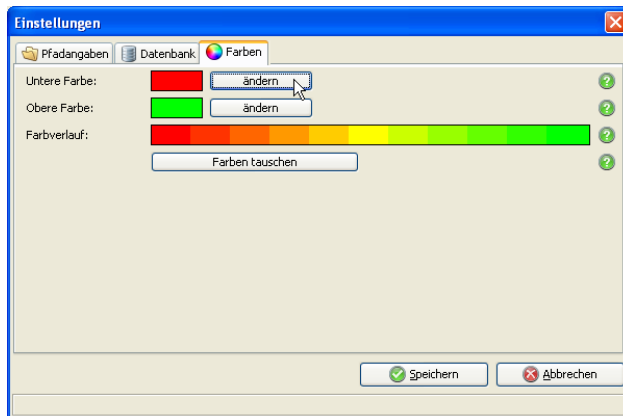 Einstellungen
Pfadangaben Datenbank Farben
Untere Farbe: ändern
Obere Farbe: ändern
Farbverlauf:
Farben tauschen
Speichern Abbrechen